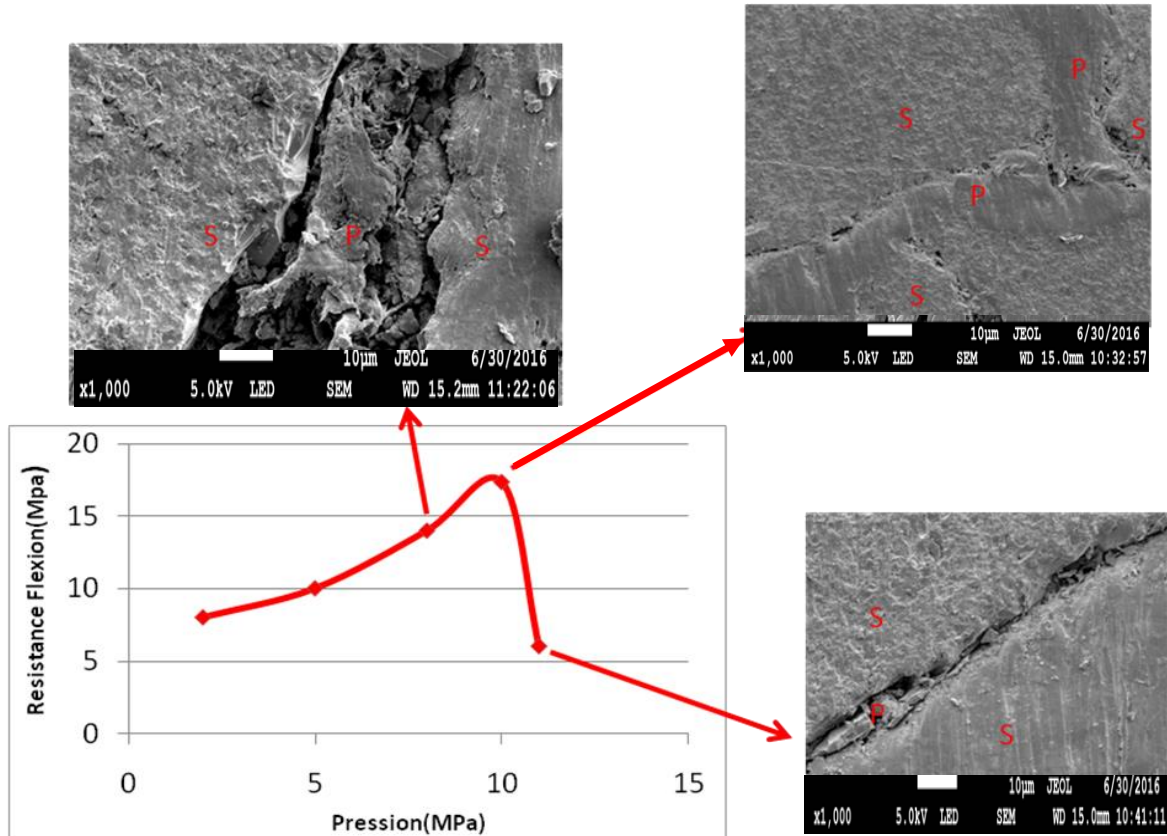 S
P
S
10µm JEOL 6/30/2016
x1,000 5.0kV LED SEM WD 15.2mm 11:22:06
P
S
S
P
S
10µm JEOL 6/30/2016
x1,000 5.0kV LED SEM WD 15.0mm 10:32:57
Resistance Flexion(Mpa)
20
15
10
5
0
0 5 10 15
Pression(MPa)
S
P
S
10µm JEOL 6/30/2016
x1,000 5.0kV LED SEM WD 15.0mm 10:41:11